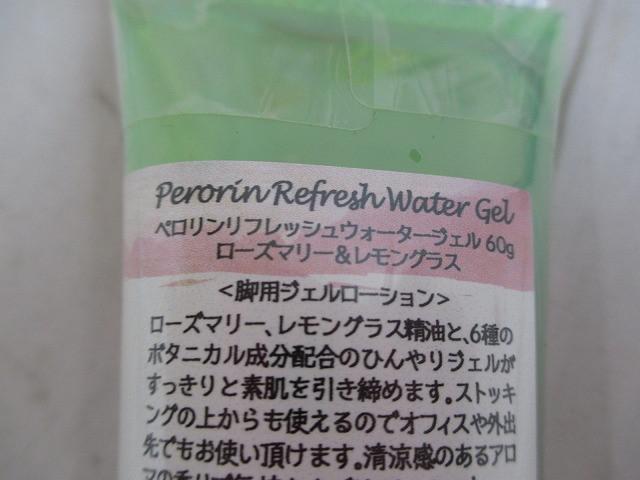 Perorin Refresh Water Gel
ペロリンリフレッシュウォータージェル 60g
ローズマリー&レモングラス
<脚用ジェルローション>
ローズマリー、レモングラス精油と、6種の
ボタニカル成分配合のひんやりジェルが
すっきりと素肌を引き締めます。ストッキ
ングの上からも使えるのでオフィスや外出
先でもお使い頂けます。清涼感のあるアロ
マの香りで気